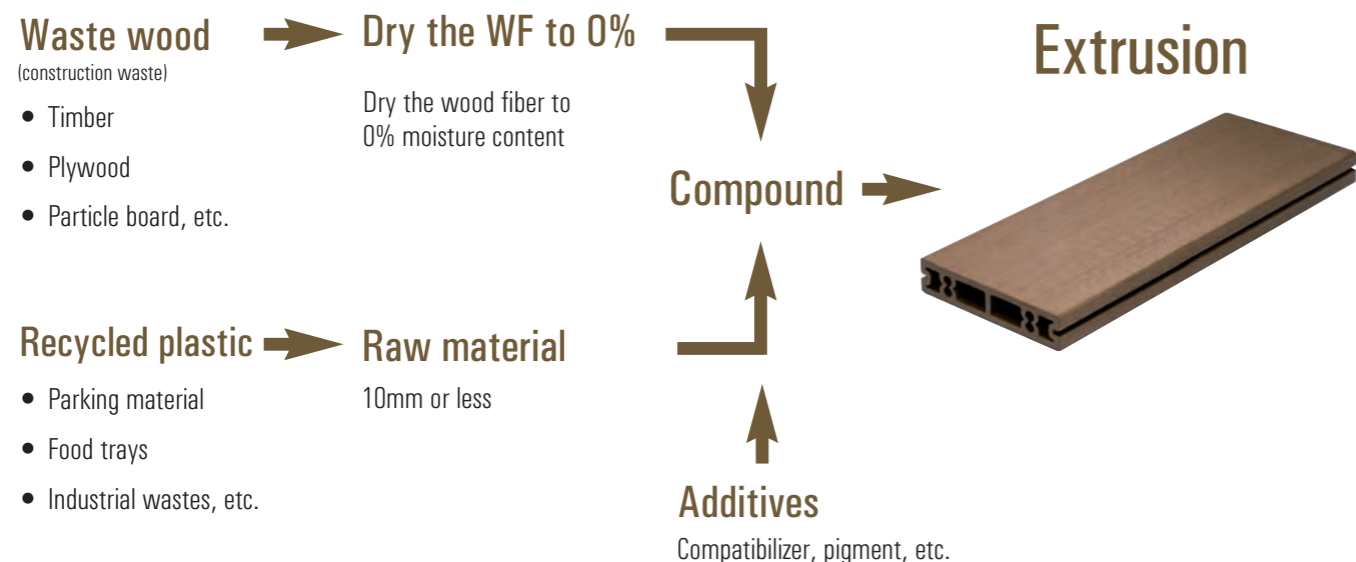 Waste wood
(construction waste)
• Timber
• Plywood
• Particle board, etc.
Dry the WF to 0%
Dry the wood fiber to
0% moisture content
Compound
Extrusion
Recycled plastic
• Parking material
• Food trays
• Industrial wastes, etc.
Raw material
10mm or less
Additives
Compatibilizer, pigment, etc.